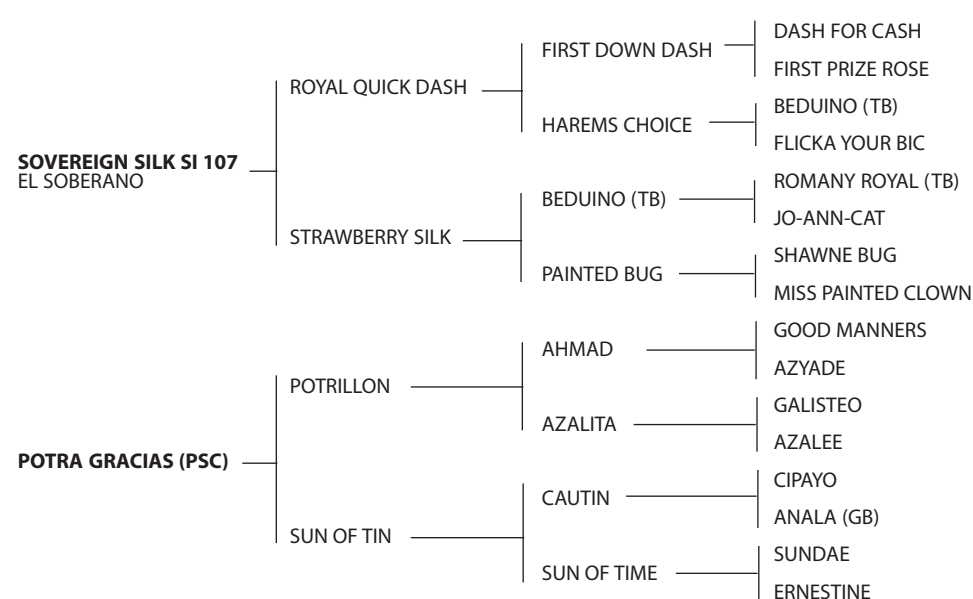 DASH FOR CASH
FIRST DOWN DASH
FIRST PRIZE ROSE
ROYAL QUICK DASH
BEDUINO (TB)
HAREMS CHOICE
FLICKA YOUR BIC
SOVEREIGN SILK SI 107
EL SOBERANO
ROMANY ROYAL (TB)
BEDUINO (TB)
JO-ANN-CAT
STRAWBERRY SILK
SHAWNE BUG
PAINTED BUG
MISS PAINTED CLOWN
GOOD MANNERS
AHMAD
AZYADE
POTRILLON
GALISTEO
AZALITA
AZALEE
POTRA GRACIAS (PSC)
CIPAYO
CAUTIN
ANALA (GB)
SUN OF TIN
SUNDAE
SUN OF TIME
ERNESTINE